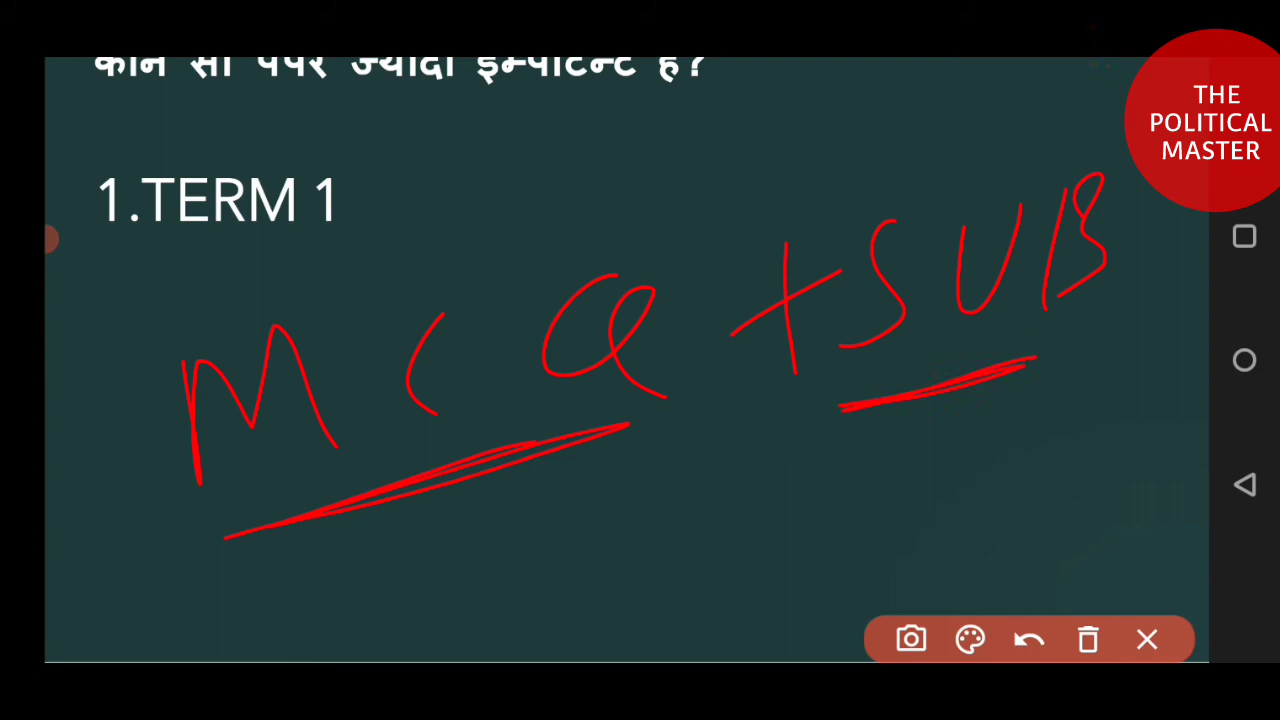 कौन सा पेपर ज्यादा इम्पोर्टेन्ट है?
THE
POLITICAL
MASTER
1.TERM 1
MCQ +SUB